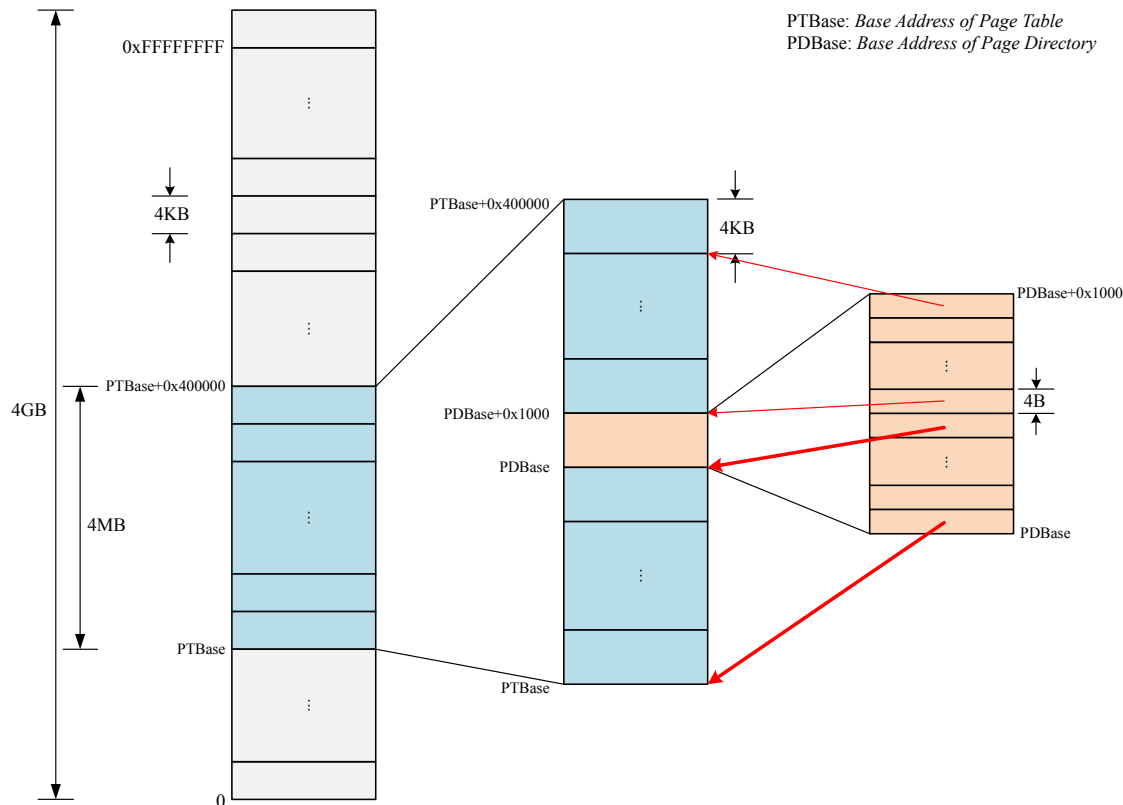 PTBase: Base Address of Page Table
PDBase: Base Address of Page Directory
0xFFFFFFFF
4KB
PTBase+0x400000
4GB
4MB
PTBase
0
PTBase+0x400000
4KB
PDBase+0x1000
PDBase
PTBase
PDBase+0x1000
4B
PDBase